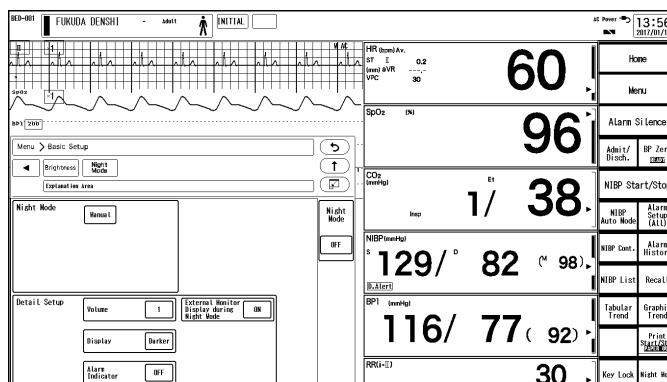 BED-001 FUKUDA DENSHI - Adult INITIAL AC Power 13:56
2017/01/1
II ×1 M AC
SpO2 ×1
BP1 200
HR (bpm) Av.
ST II 0.2
(mm) aVR --.--
VPC 30
60
SpO2 (%)
96
CO2
(mmHg)
Insp 1/ Et 38
NIBP (mmHg)
S 129/ D 82 (M 98)
D.Alert
BP1 (mmHg)
116/ 77 ( 92)
RR(i-II)
30
Menu > Basic Setup
Brightness
Night
Mode
Explanation Area
Night Mode
Manual
Night
Mode
OFF
Detail Setup
Volume 1
External Monitor
Display during
Night Mode
ON
Display Darker
Alarm
Indicator
OFF
Home
Menu
Alarm Silence
Admit/
Disch.
BP Zer
READY
NIBP Start/Sto
NIBP
Auto Mode
Alarm
Setup
(ALL)
NIBP Cont.
Alarm
Histor
NIBP List
Recall
Tabular
Trend
Graphi
Trend
Print
Start/St
Key Lock
Night Mo